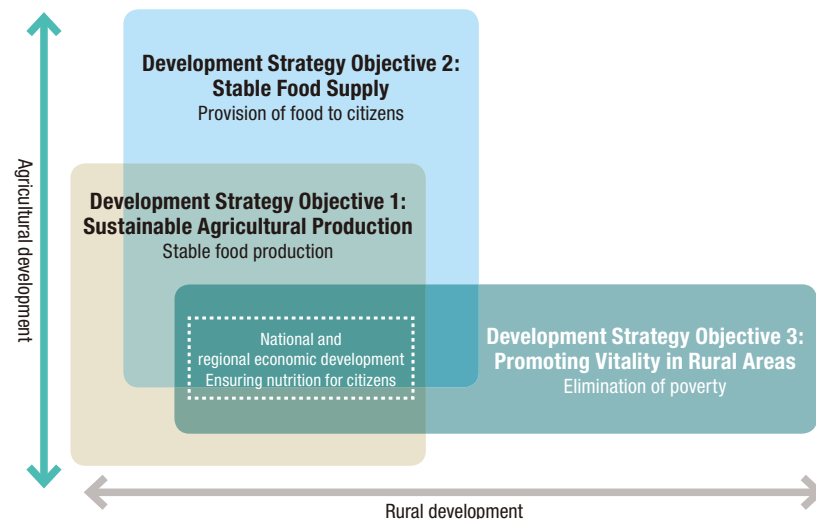 Development Strategy Objective 2:
Stable Food Supply
Provision of food to citizens
Agricultural development
Development Strategy Objective 1:
Sustainable Agricultural Production
Stable food production
National and
regional economic development
Ensuring nutrition for citizens
Development Strategy Objective 3:
Promoting Vitality in Rural Areas
Elimination of poverty
Rural development